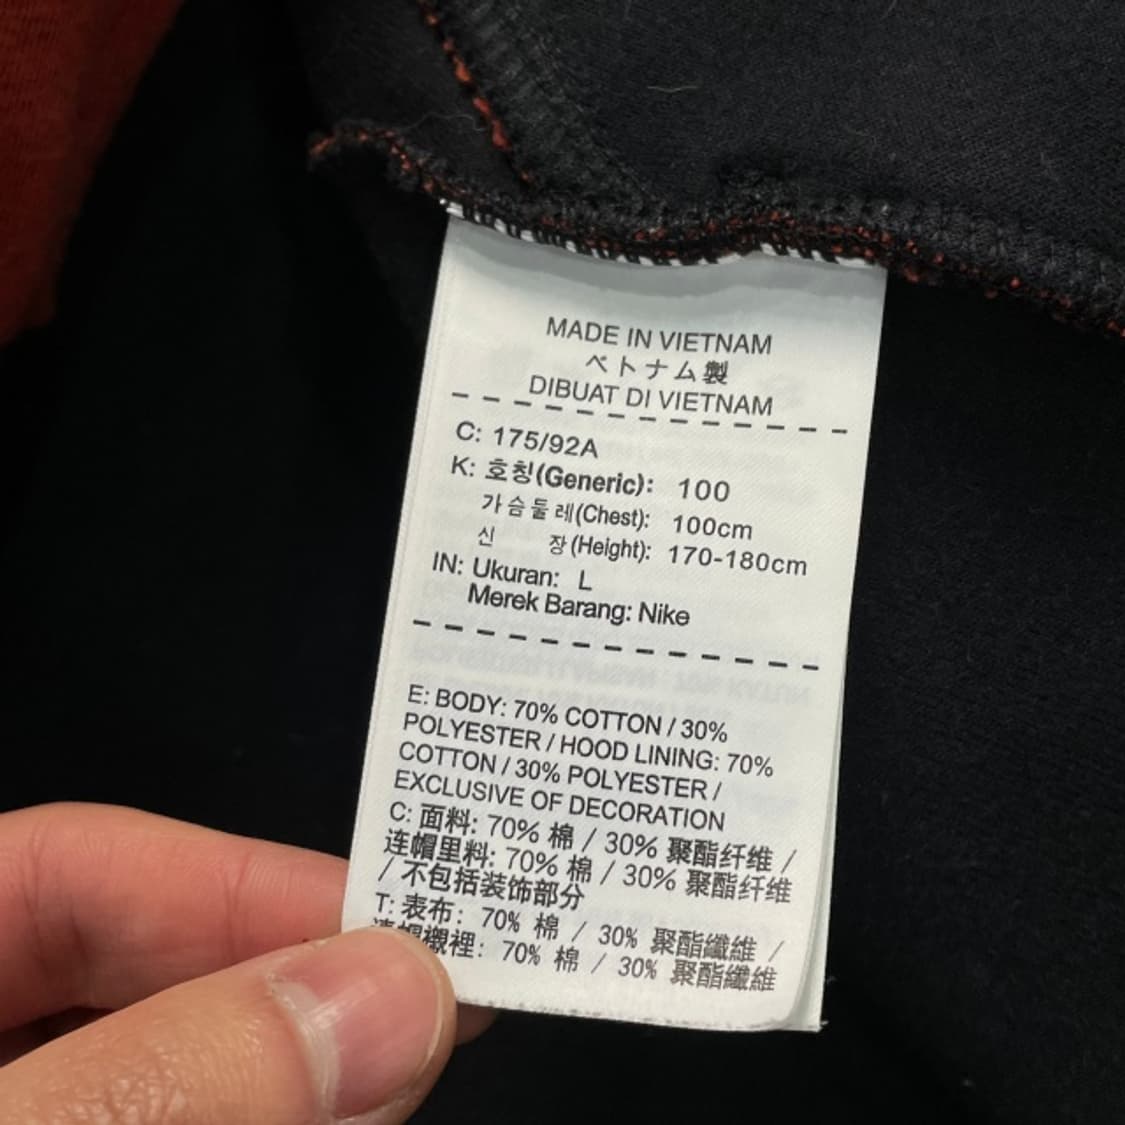 MADE IN VIETNAM
ベトナム製
DIBUAT DI VIETNAM
C: 175/92A
K: 호칭(Generic): 100
가슴둘레(Chest): 100cm
신 장(Height): 170-180cm
IN: Ukuran: L
Merek Barang: Nike
E: BODY: 70% COTTON / 30%
POLYESTER / HOOD LINING: 70%
COTTON / 30% POLYESTER /
EXCLUSIVE OF DECORATION
C: 面料: 70% 棉 / 30% 聚酯纤维 /
连帽里料: 70% 棉 / 30% 聚酯纤维
/ 不包括装饰部分
T: 表布: 70% 棉 / 30% 聚酯纖維 /
連帽襯裡: 70% 棉 / 30% 聚酯纖維